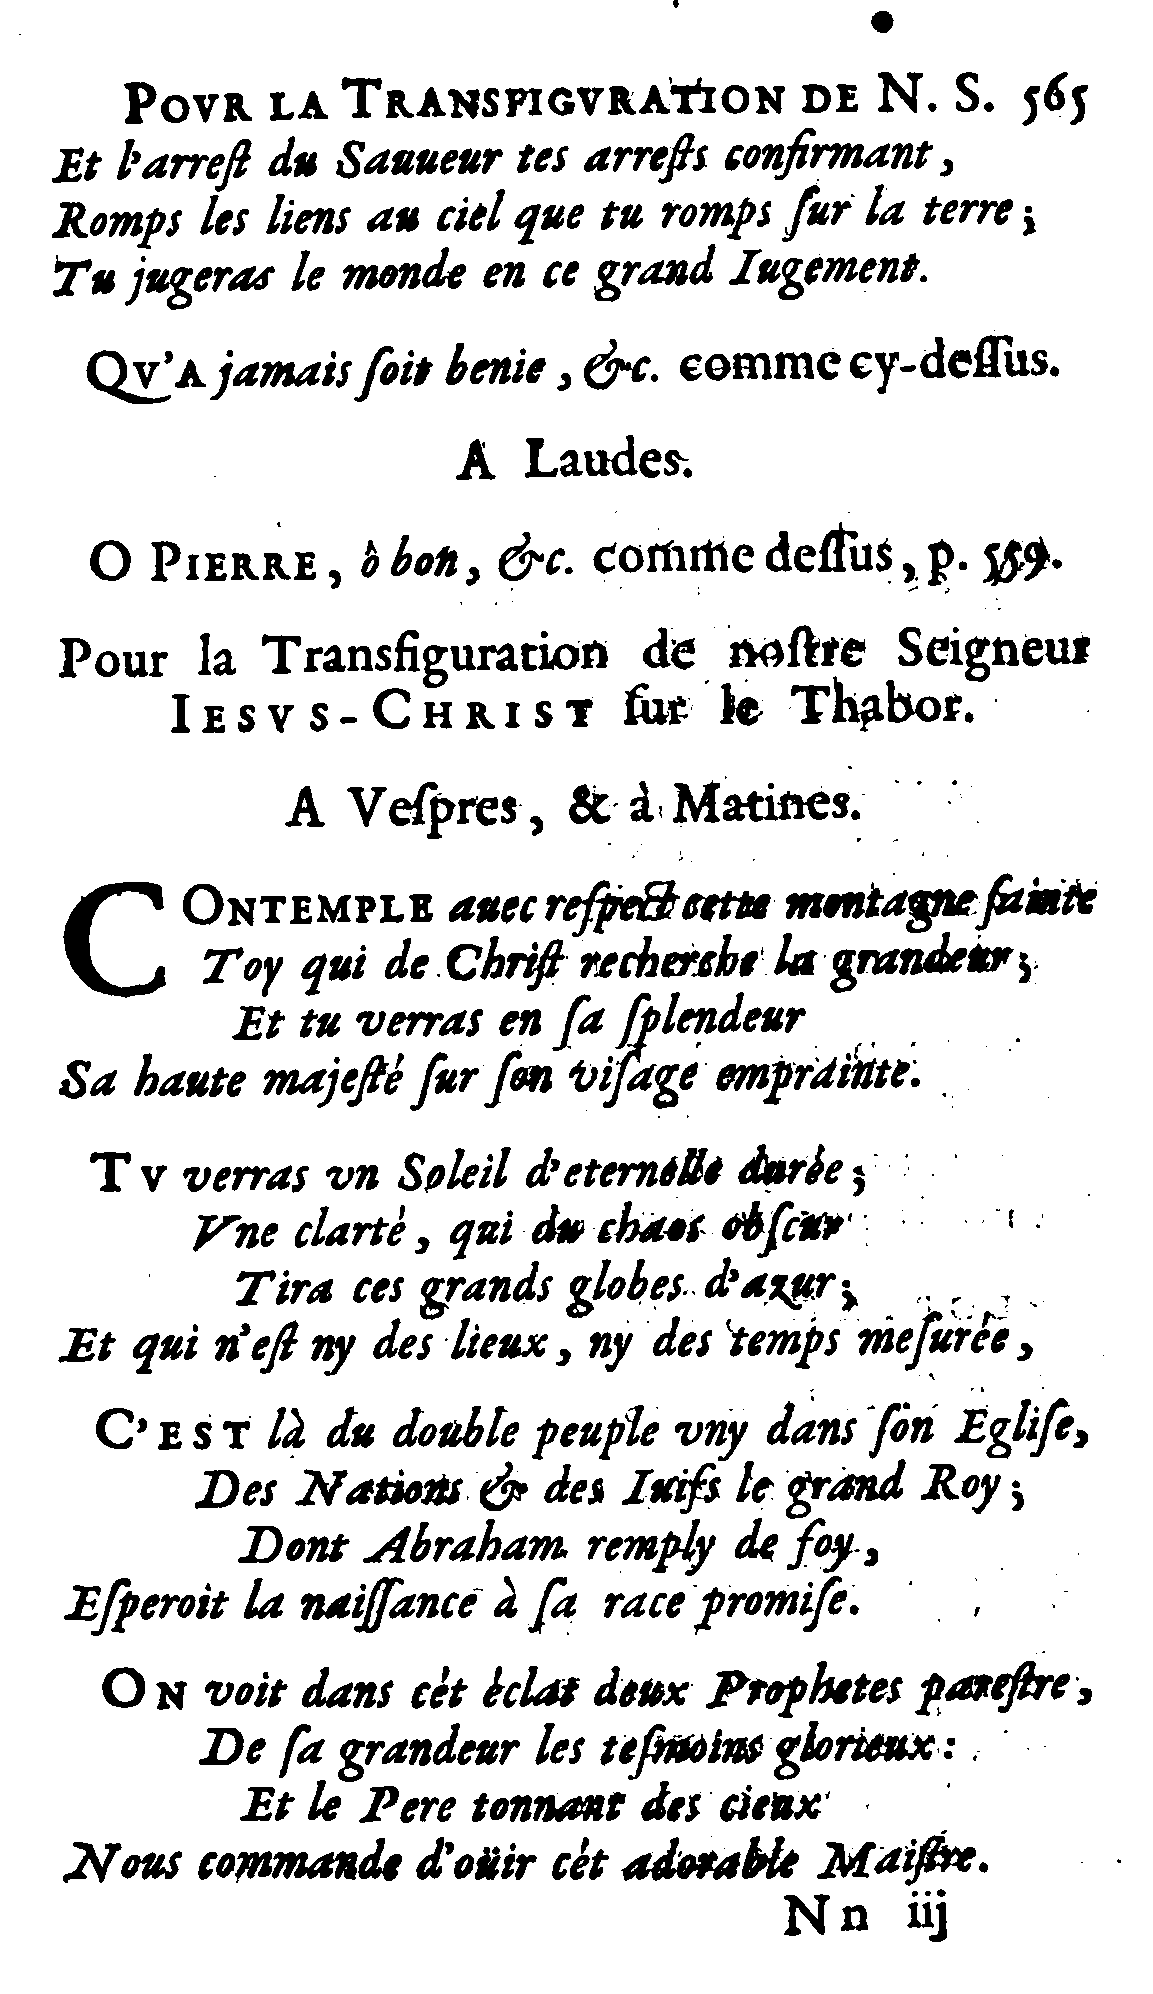 POVR LA TRANSFIGVRATION DE N. S. 565
Et l'arreſt du Sauueur tes arreſts confirmant,
Romps les liens au ciel que tu romps ſur la terre;
Tu jugeras le monde en ce grand Iugement.
QV'A jamais ſoit benie, &c. comme cy-deſſus.
A Laudes.
O PIERRE, ô bon, &c. comme deſſus, p. 559.
Pour la Transfiguration de noſtre Seigneur
IESVS-CHRIST ſur le Thabor.
A Veſpres, & à Matines.
CONTEMPLE auec reſpect cette montagne ſainte
Toy qui de Chriſt recherche la grandeur;
Et tu verras en ſa ſplendeur
Sa haute majeſté ſur ſon viſage emprainte.
TV verras vn Soleil d'eternelle durée;
Vne clarté, qui du chaos obſcur
Tira ces grands globes d'azur;
Et qui n'eſt ny des lieux, ny des temps meſurée,
C'EST là du double peuple vny dans ſon Egliſe,
Des Nations & des Iuifs le grand Roy;
Dont Abraham remply de foy,
Eſperoit la naiſſance à ſa race promiſe.
ON voit dans cét éclat deux Prophetes pareſtre,
De ſa grandeur les teſmoins glorieux:
Et le Pere tonnant des cieux
Nous commande d'oüir cét adorable Maiſtre.
Nn iij